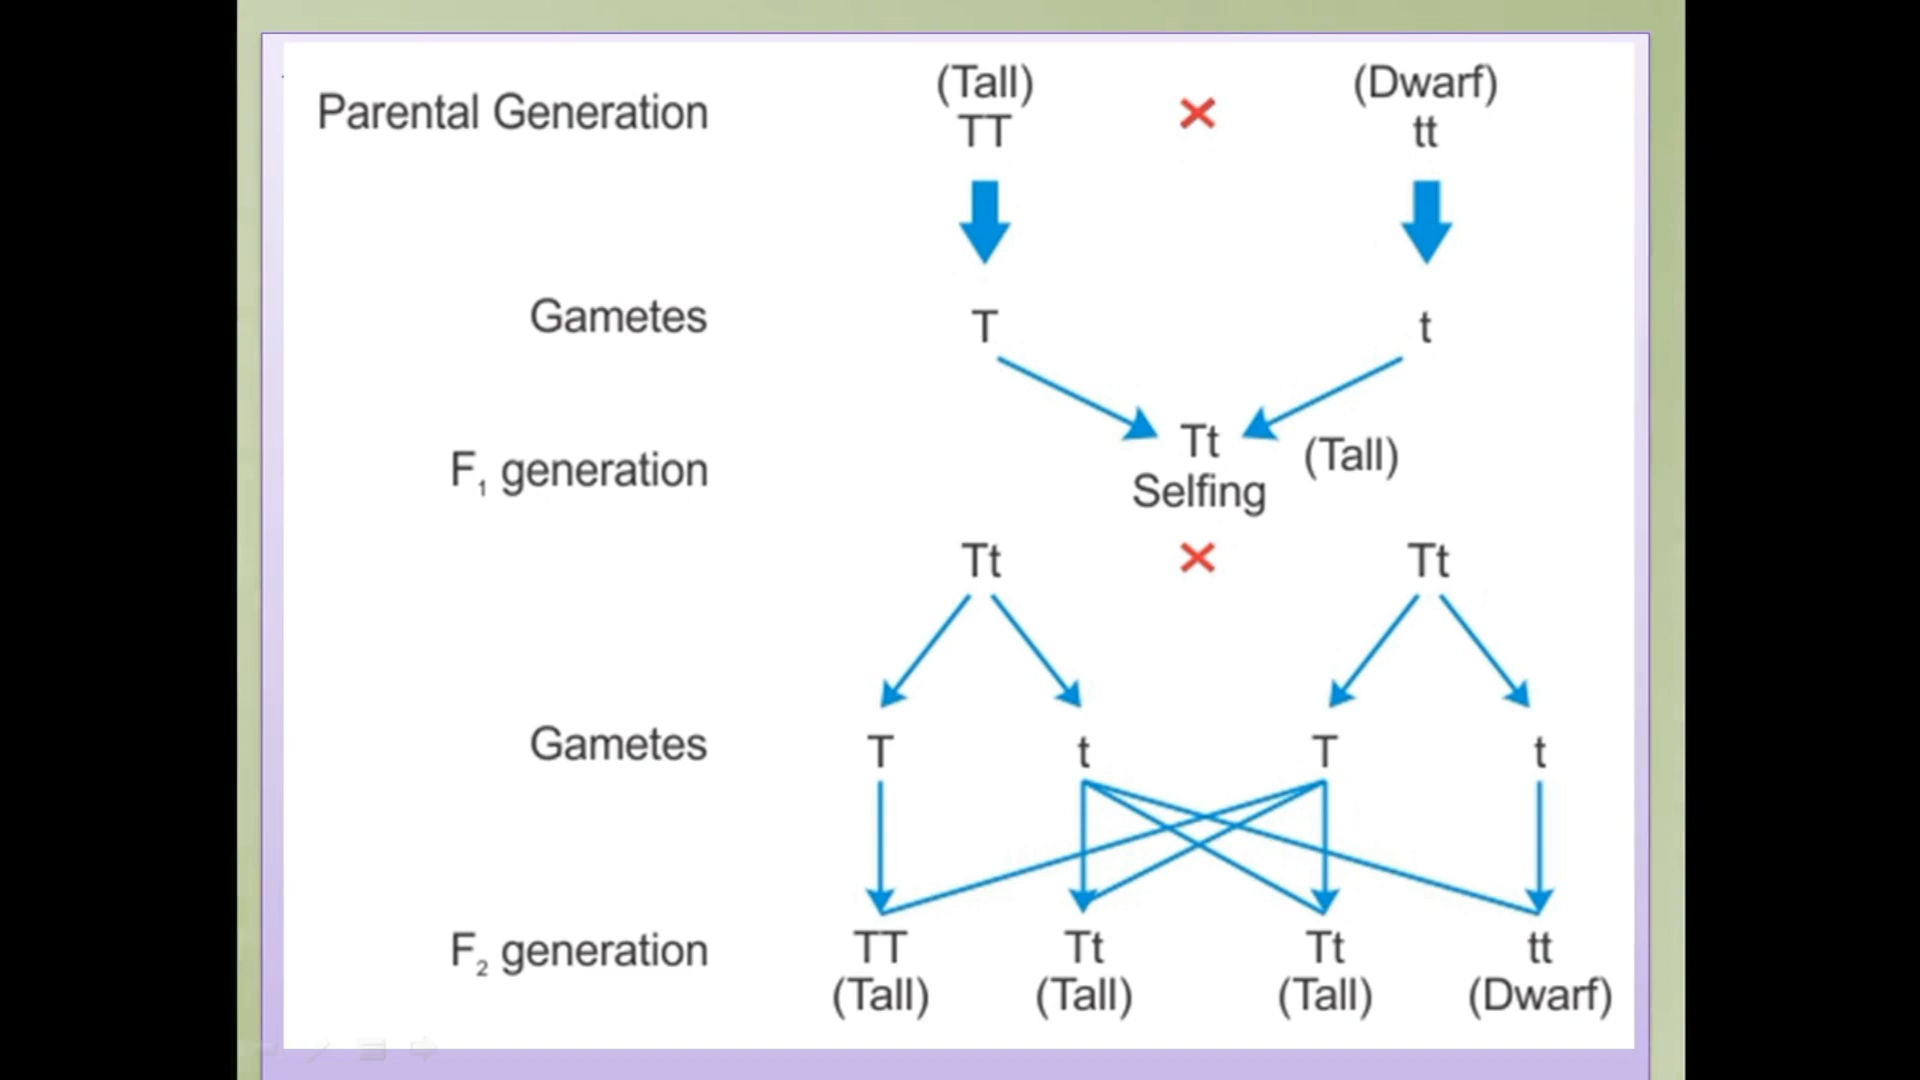 (Tall) (Dwarf)
Parental Generation TT × tt
Gametes T t
F₁ generation Tt (Tall)
Selfing
Tt × Tt
Gametes T t T t
F₂ generation TT Tt Tt tt
(Tall) (Tall) (Tall) (Dwarf)